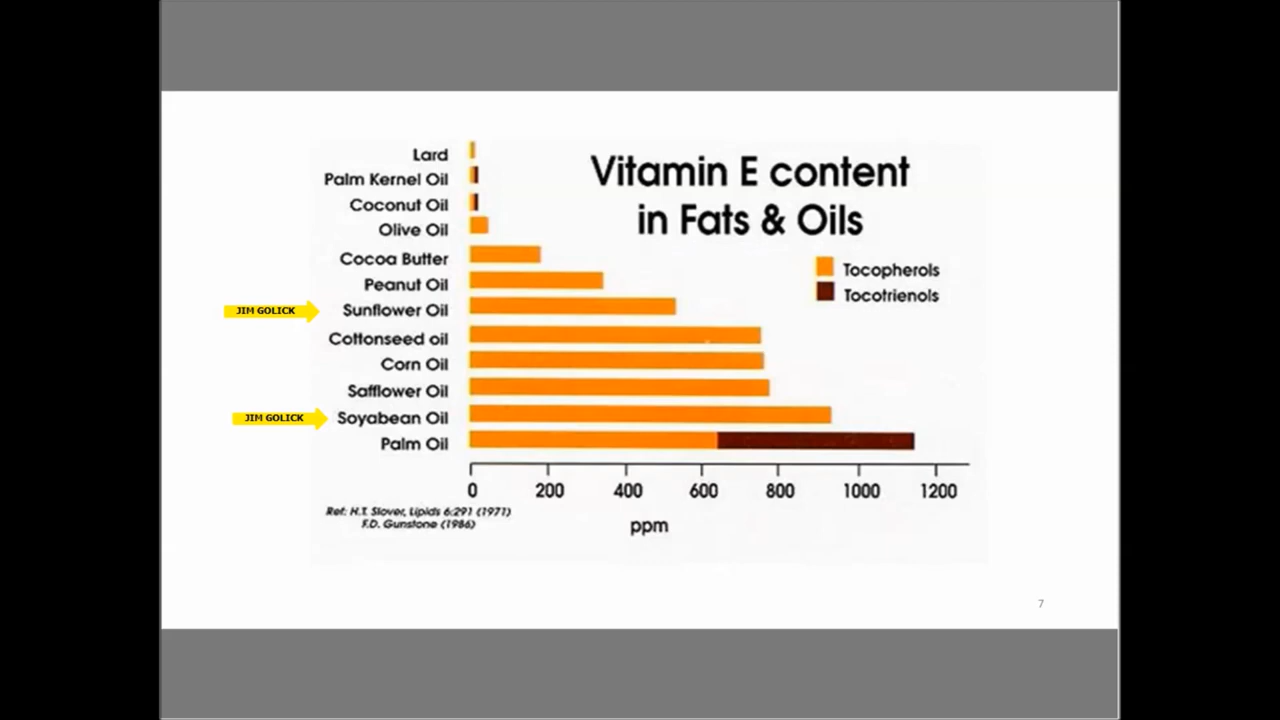 Vitamin E content
in Fats & Oils
Lard
Palm Kernel Oil
Coconut Oil
Olive Oil
Cocoa Butter
Peanut Oil
JIM GOLICK
Sunflower Oil
Cottonseed oil
Corn Oil
Safflower Oil
JIM GOLICK
Soyabean Oil
Palm Oil
Tocopherols
Tocotrienols
0 200 400 600 800 1000 1200
ppm
Ref: H.T. Slover, Lipids 6:291 (1971)
F.D. Gunstone (1986)
7